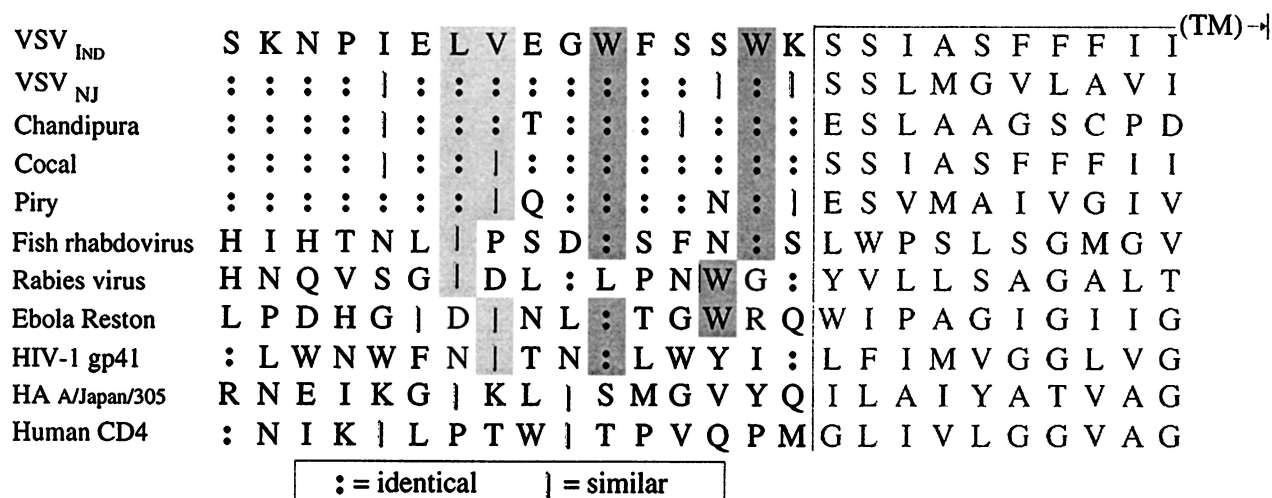 VSV IND S K N P I E L V E G W F S S W K S S I A S F F F I I (TM) →
VSV NJ : : : : | : : : : : : : : | : | S S L M G V L A V I
Chandipura : : : : | : : : T : : : | : : : E S L A A G S C P D
Cocal : : : : | : : | : : : : : : : : S S I A S F F F I I
Piry : : : : : : : | Q : : : : N : | E S V M A I V G I V
Fish rhabdovirus H I H T N L | P S D : S F N : S L W P S L S G M G V
Rabies virus H N Q V S G | D L : L P N W G : Y V L L S A G A L T
Ebola Reston L P D H G | D | N L : T G W R Q W I P A G I G I I G
HIV-1 gp41 : L W N W F N | T N : L W Y I : L F I M V G G L V G
HA A/Japan/305 R N E I K G | K L | S M G V Y Q I L A I Y A T V A G
Human CD4 : N I K | L P T W | T P V Q P M G L I V L G G V A G
: = identical | = similar